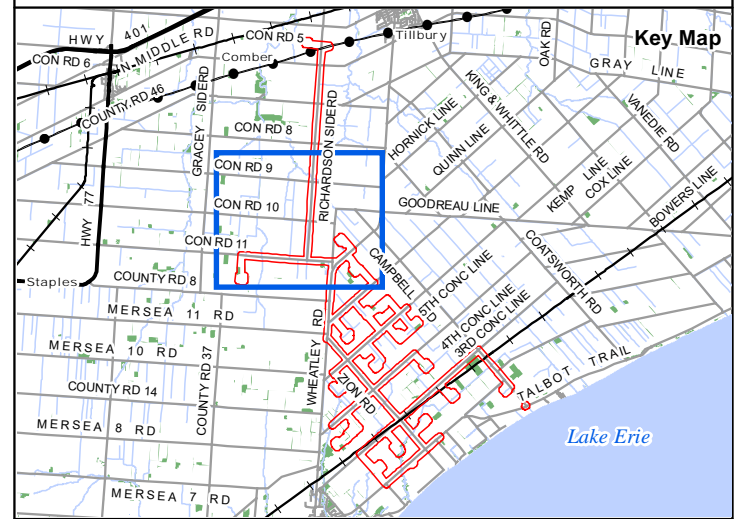 Key Map
HWY 401
CON RD 5
Tillbury
OAK RD
N MIDDLE RD
CON RD 6
Comber
GRAY LINE
COUNTY RD 46
GRACEY SIDERD
RICHARDSON SIDERD
KING & WHITTLE RD
VANEDIE RD
HORNICK LINE
CON RD 8
QUINN LINE
CON RD 9
KEMP LINE
COX LINE
BOWERS LINE
HWY 77
CON RD 10
GOODREAU LINE
CON RD 11
CAMPBELL RD
COATSWORTH RD
5TH CONC LINE
Staples
COUNTY RD 8
MERSEA 11 RD
4TH CONC LINE
3RD CONC LINE
WHEATLEY RD
MERSEA 10 RD
COUNTY RD 37
TALBOT TRAIL
COUNTY RD 14
ZION RD
MERSEA 8 RD
Lake Erie
MERSEA 7 RD